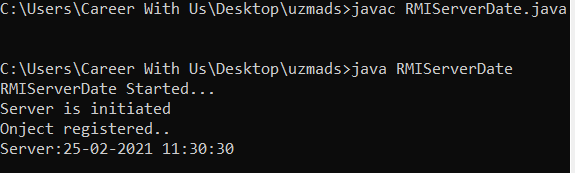 C:\Users\Career With Us\Desktop\uzmads>javac RMIServerDate.java
C:\Users\Career With Us\Desktop\uzmads>java RMIServerDate
RMIServerDate Started...
Server is initiated
Onject registered..
Server:25-02-2021 11:30:30